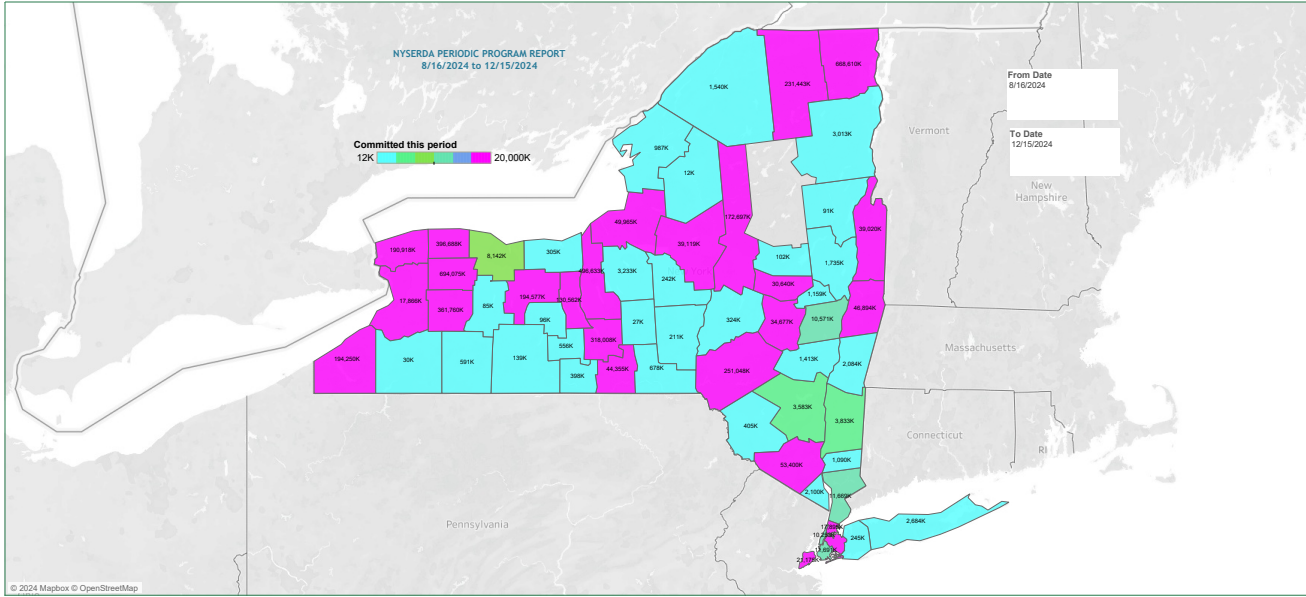 NYSERDA PERIODIC PROGRAM REPORT
8/16/2024 to 12/15/2024
Committed this period
12K
20,000K
From Date
8/16/2024
To Date
12/15/2024
Vermont
New
Hampshire
Massachusetts
Connecticut
RI
Pennsylvania
1,540K
231,443K
668,610K
3,013K
987K
12K
172,697K
91K
39,020K
49,965K
39,119K
190,918K
8,142K
305K
3,233K
242K
102K
1,735K
694,075K
194,577K
30,640K
1,159K
46,894K
17,866K
361,760K
85K
96K
27K
211K
324K
34,677K
10,571K
318,008K
556K
194,250K
30K
591K
139K
398K
44,355K
678K
251,048K
1,413K
2,084K
3,583K
3,833K
405K
53,400K
1,090K
2,100K
11,669K
2,684K
245K
© 2024 Mapbox © OpenStreetMap